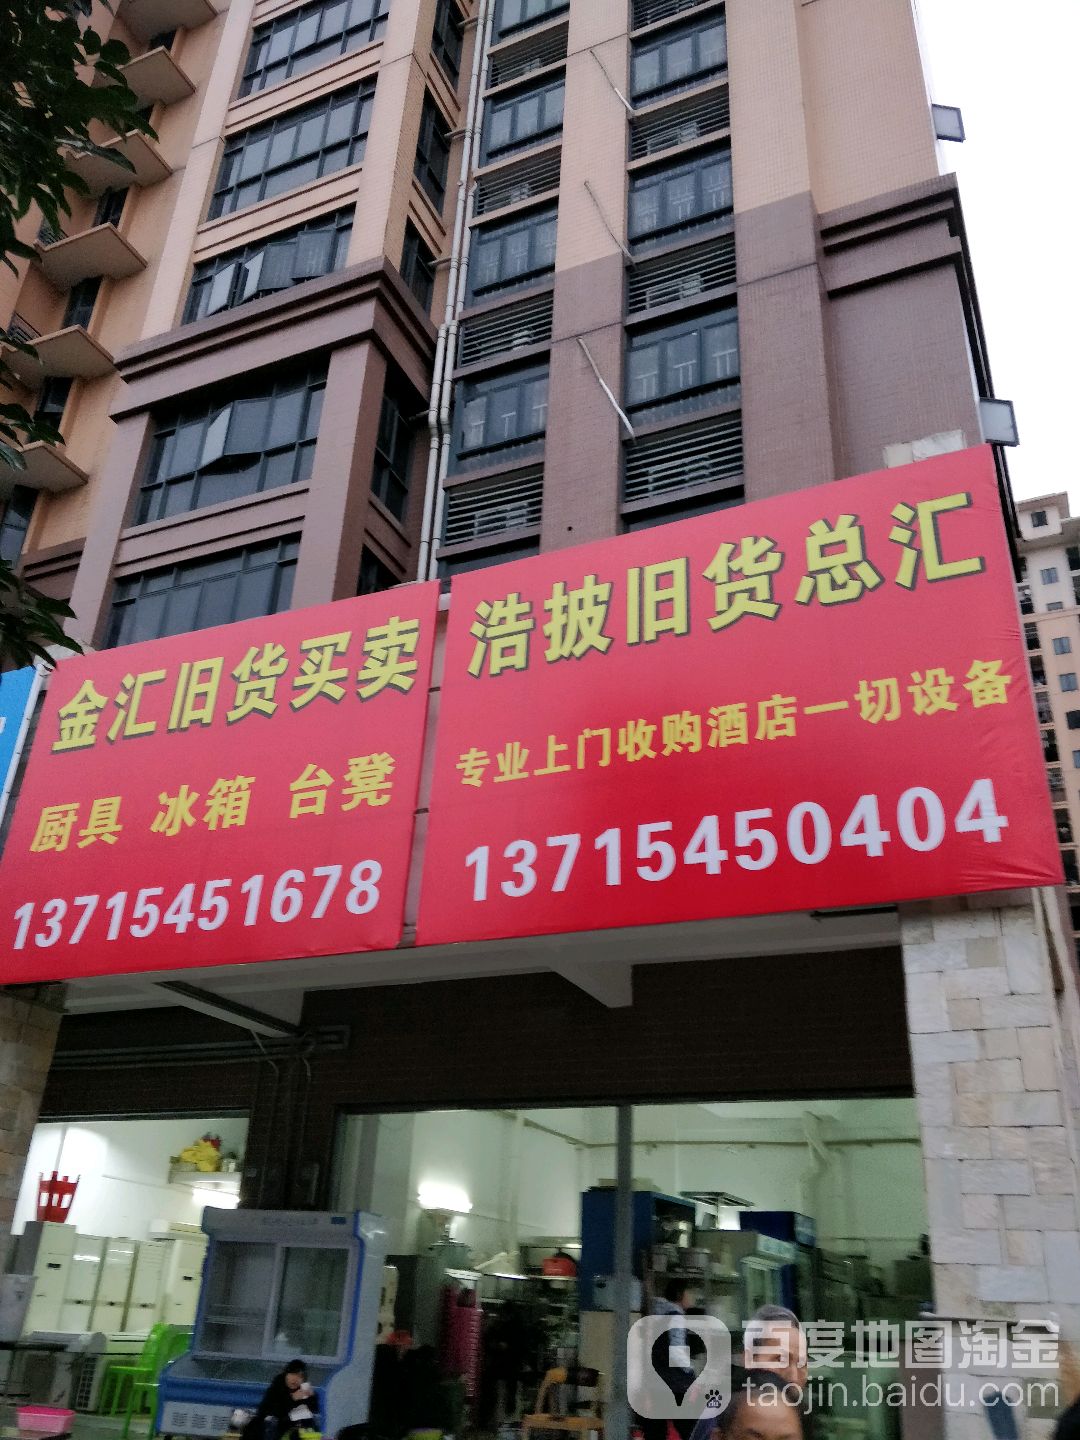 金汇旧货买卖
厨具 冰箱 台凳
13715451678
浩披旧货总汇
专业上门收购酒店一切设备
13715450404
百度地图淘金
taojin.baidu.com